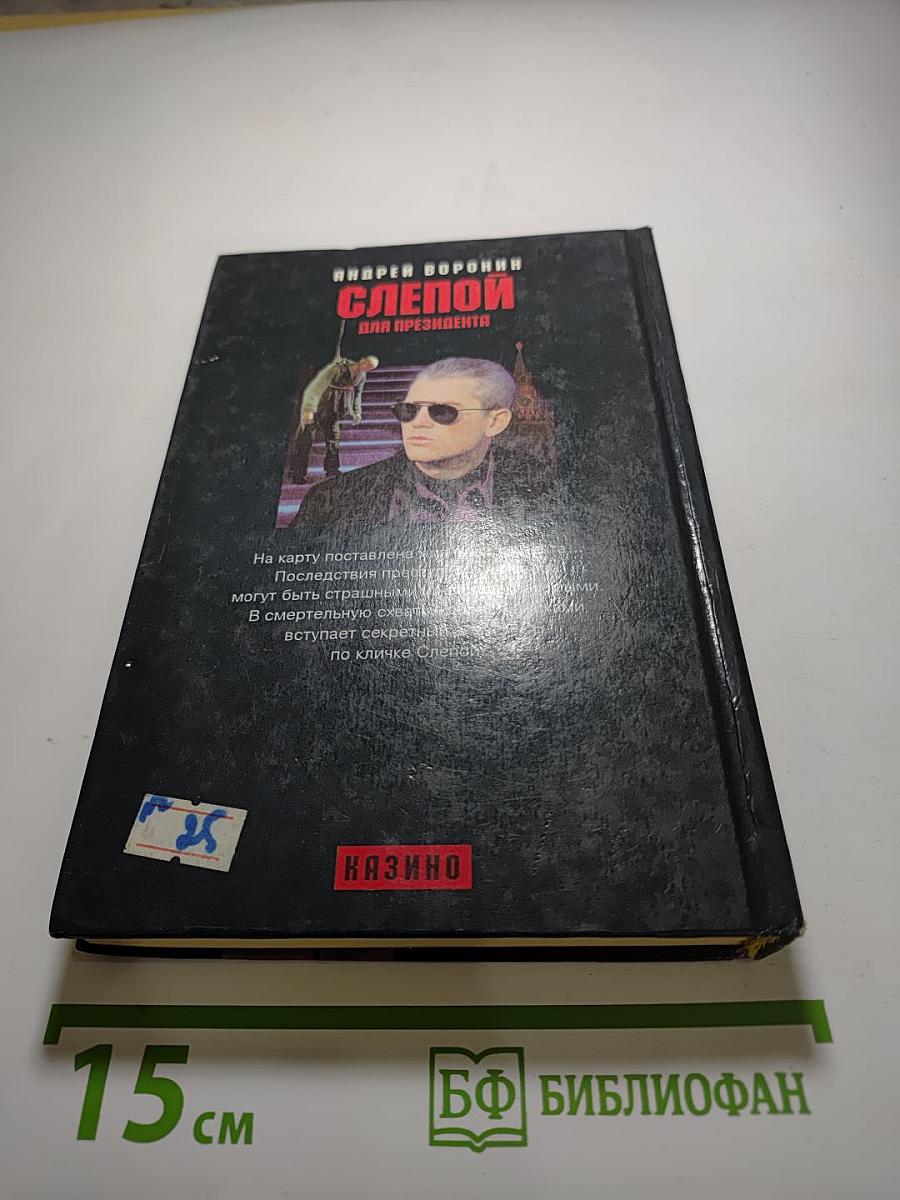 АНДРЕЙ ВОРОНИН
СЛЕПОЙ
ДЛЯ ПРЕЗИДЕНТА
На карту поставлена
Последствия
могут быть страшными
В смертельную
вступает секретный
по кличке Слепой
25
КАЗИНО
15 см
БФ БИБЛИОФАН